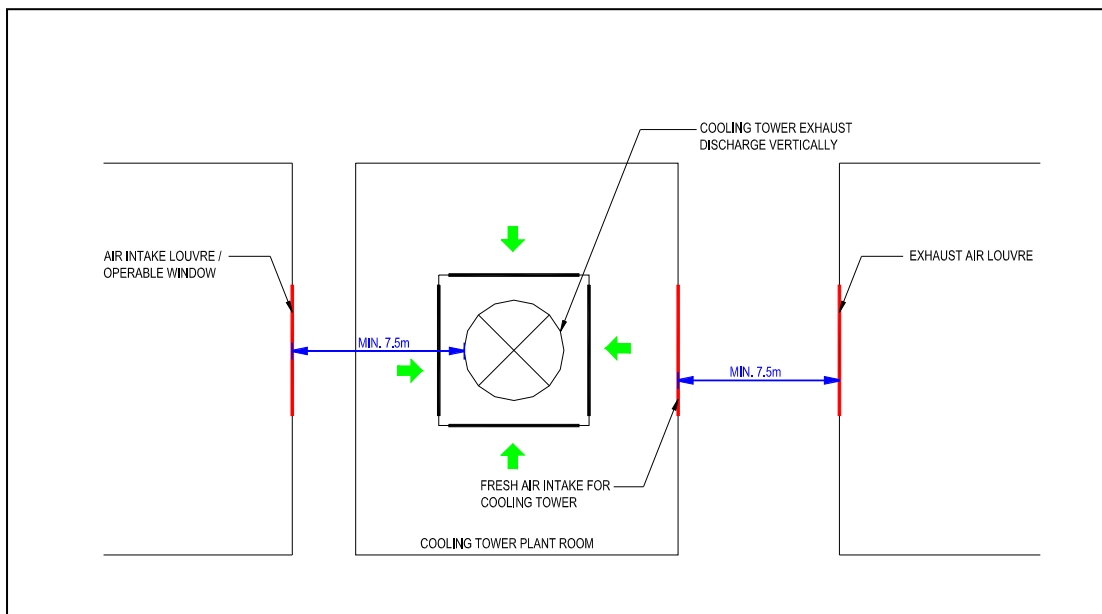 COOLING TOWER EXHAUST
DISCHARGE VERTICALLY
AIR INTAKE LOUVRE /
OPERABLE WINDOW
EXHAUST AIR LOUVRE
MIN. 7.5m
MIN. 7.5m
FRESH AIR INTAKE FOR
COOLING TOWER
COOLING TOWER PLANT ROOM